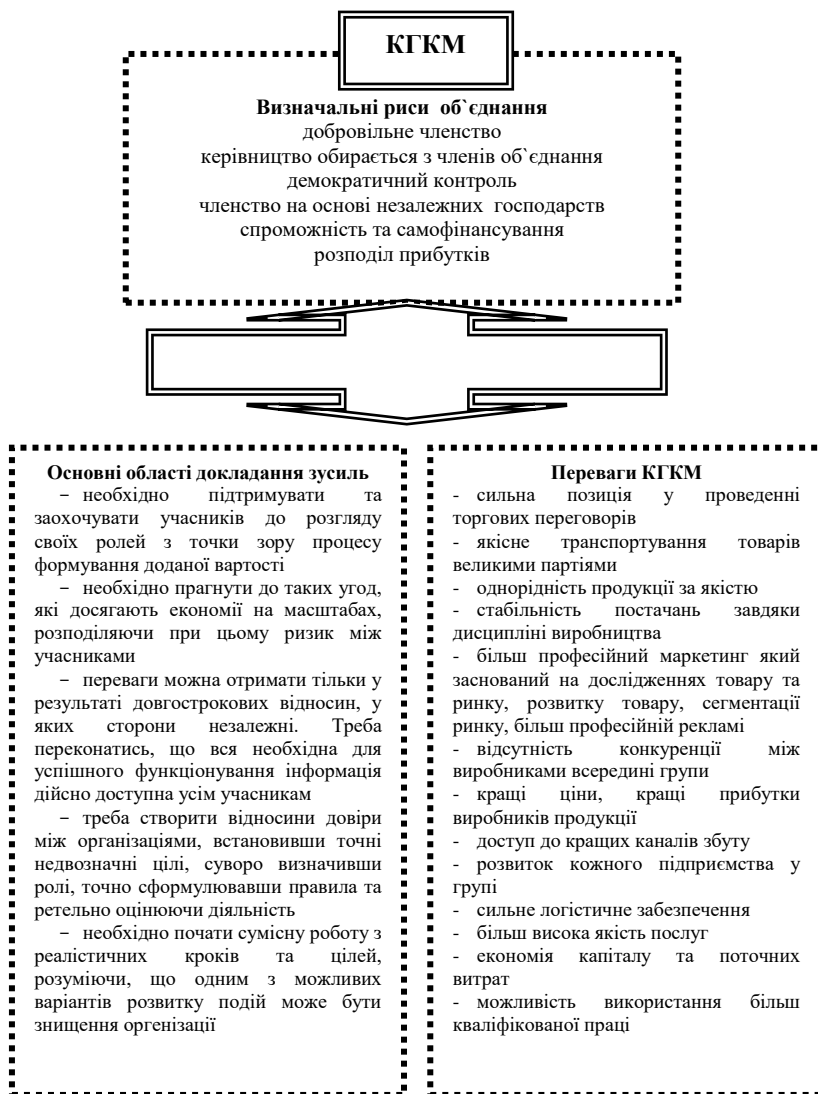 КГКМ
Визначальні риси об`єднання
добровільне членство
керівництво обирається з членів об`єднання
демократичний контроль
членство на основі незалежних господарств
спроможність та самофінансування
розподіл прибутків
Основні області докладання зусиль
− необхідно підтримувати та
заохочувати учасників до розгляду
своїх ролей з точки зору процесу
формування доданої вартості
− необхідно прагнути до таких угод,
які досягають економії на масштабах,
розподіляючи при цьому ризик між
учасниками
− переваги можна отримати тільки у
результаті довгострокових відносин, у
яких сторони незалежні. Треба
переконатись, що вся необхідна для
успішного функціонування інформація
дійсно доступна усім учасникам
− треба створити відносини довіри
між організаціями, встановивши точні
недвозначні цілі, суворо визначивши
ролі, точно сформулювавши правила та
ретельно оцінюючи діяльність
− необхідно почати сумісну роботу з
реалістичних кроків та цілей,
розуміючи, що одним з можливих
варіантів розвитку подій може бути
знищення оргенізації
Переваги КГКМ
- сильна позиція у проведенні
торгових переговорів
- якісне транспортування товарів
великими партіями
- однорідність продукції за якістю
- стабільність постачань завдяки
дисципліні виробництва
- більш професійний маркетинг який
заснований на дослідженнях товару та
ринку, розвитку товару, сегментації
ринку, більш професійній рекламі
- відсутність конкуренції між
виробниками всередині групи
- кращі ціни, кращі прибутки
виробників продукції
- доступ до кращих каналів збуту
- розвиток кожного підприємства у
групі
- сильне логістичне забезпечення
- більш висока якість послуг
- економія капіталу та поточних
витрат
- можливість використання більш
кваліфікованої праці